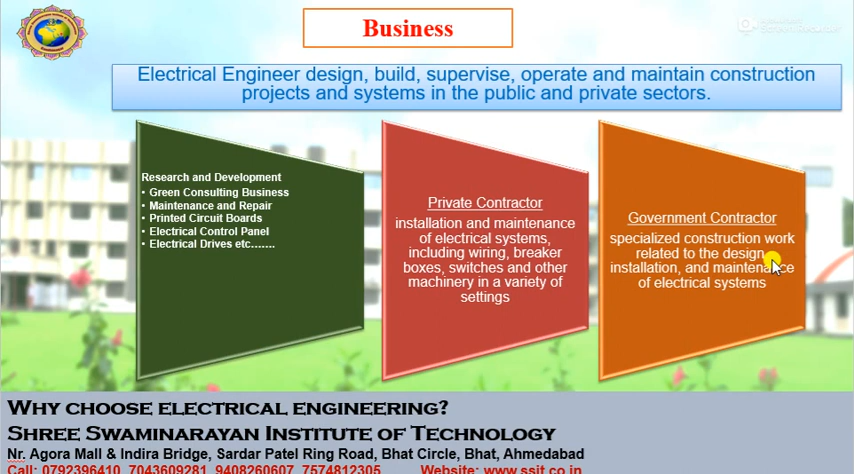 Business
Electrical Engineer design, build, supervise, operate and maintain construction
projects and systems in the public and private sectors.
Research and Development
• Green Consulting Business
• Maintenance and Repair
• Printed Circuit Boards
• Electrical Control Panel
• Electrical Drives etc.......
Private Contractor
installation and maintenance
of electrical systems,
including wiring, breaker
boxes, switches and other
machinery in a variety of
settings
Government Contractor
specialized construction work
related to the design,
installation, and maintenance
of electrical systems
WHY CHOOSE ELECTRICAL ENGINEERING?
SHREE SWAMINARAYAN INSTITUTE OF TECHNOLOGY
Nr. Agora Mall & Indira Bridge, Sardar Patel Ring Road, Bhat Circle, Bhat, Ahmedabad
Call: 0792396410, 7043609281, 9408260607, 7574812305 Website: www.ssit.co.in